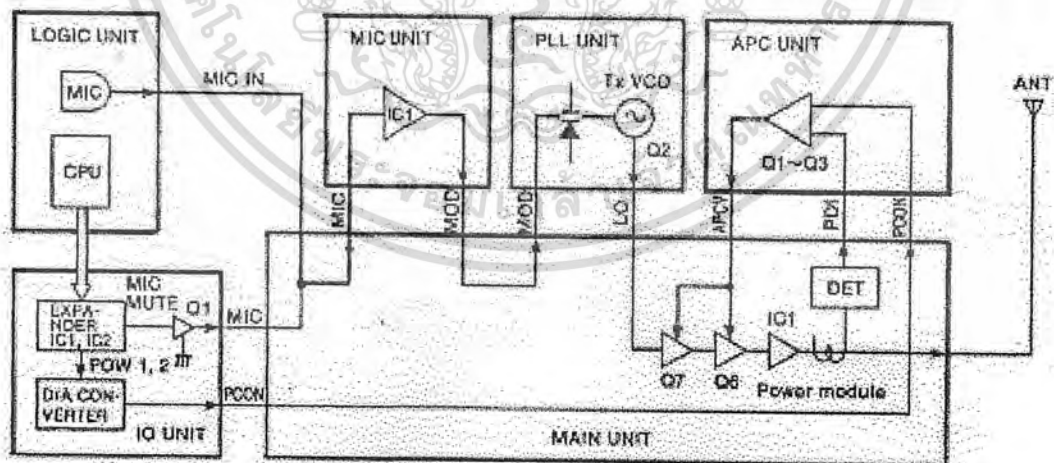 LOGIC UNIT
MIC
CPU
MIC IN
MIC UNIT
IC1
PLL UNIT
Tx VCO
Q2
APC UNIT
Q1~Q3
ANT
MIC
MOD
MOD
LO
APCV
PCON
EXPA-
NDER
IC1, IC2
MIC
MUTE
Q1
MIC
POW 1, 2
D/A CON-
VERTER
IO UNIT
PCON
DET
IC1
Q7
Power module
MAIN UNIT